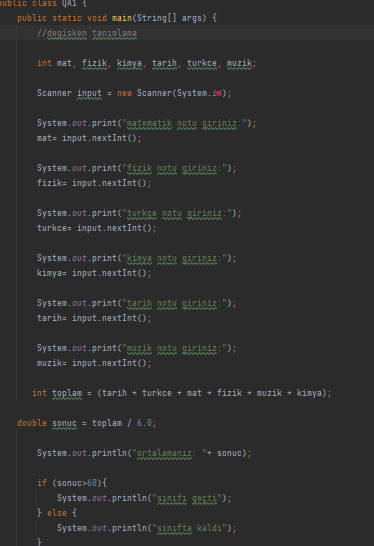 public class QA1 {
public static void main(String[] args) {
//degisken tanımlama
int mat, fizik, kimya, tarih, turkce, muzik;
Scanner input = new Scanner(System.in);
System.out.print("matematik notu giriniz:");
mat= input.nextInt();
System.out.print("fizik notu giriniz:");
fizik= input.nextInt();
System.out.print("turkçe notu giriniz:");
turkce= input.nextInt();
System.out.print("kimya notu giriniz:");
kimya= input.nextInt();
System.out.print("tarih notu giriniz:");
tarih= input.nextInt();
System.out.print("muzik notu giriniz:");
muzik= input.nextInt();
int toplam = (tarih + turkce + mat + fizik + muzik + kimya);
double sonuc = toplam / 6.0;
System.out.println("ortalamanız: "+ sonuc);
if (sonuc>60){
System.out.println("sınıfı geçti");
} else {
System.out.println("sınıfta kaldı");
}